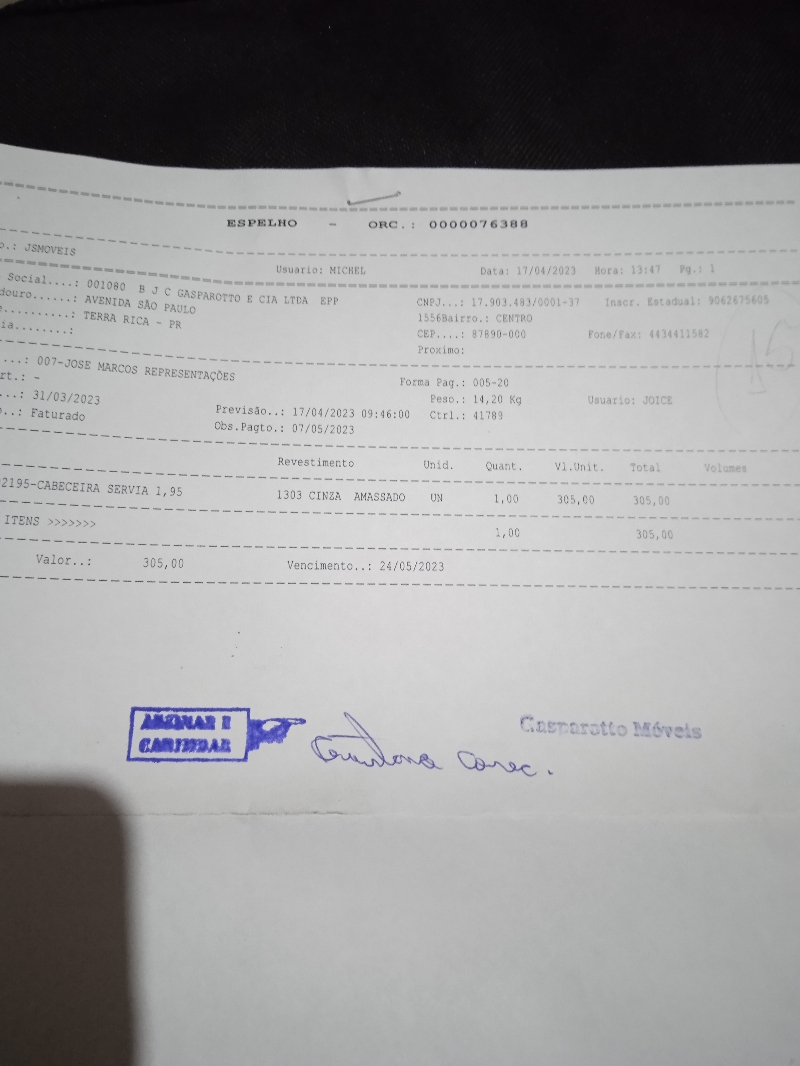 ESPELHO - ORC.: 0000076388
o.: JSMOVEIS
Usuario: MICHEL Data: 17/04/2023 Hora: 13:47 Pg.: 1
Social....: 001080 B J C GASPAROTTO E CIA LTDA EPP CNPJ...: 17.903.483/0001-37 Inscr. Estadual: 9062675605
douro......: AVENIDA SÃO PAULO 1556Bairro.: CENTRO
..........: TERRA RICA - PR CEP....: 87890-000 Fone/Fax: 4434411582
ia........: Proximo:
...: 007-JOSE MARCOS REPRESENTAÇÕES Forma Pag.: 005-20
rt.: - Peso.: 14,20 Kg Usuario: JOICE
...: 31/03/2023 Previsão..: 17/04/2023 09:46:00 Ctrl.: 41789
..: Faturado Obs.Pagto.: 07/05/2023
Revestimento Unid. Quant. Vl.Unit. Total Volumes
2195-CABECEIRA SERVIA 1,95 1303 CINZA AMASSADO UN 1,00 305,00 305,00
ITENS >>>>>>> 1,00 305,00
Valor..: 305,00 Vencimento..: 24/05/2023
ASSINAR E
CARIMBAR
Gasparotto Móveis